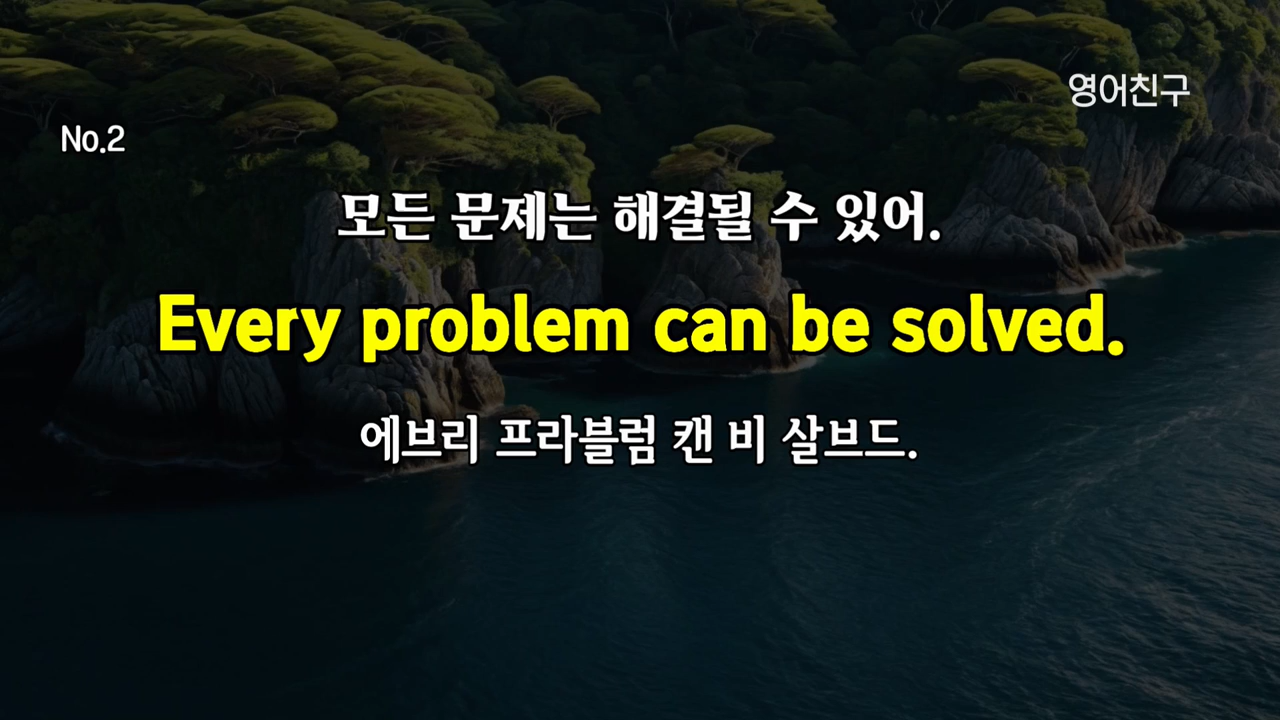 영어친구
No.2
모든 문제는 해결될 수 있어.
Every problem can be solved.
에브리 프라블럼 캔 비 살브드.